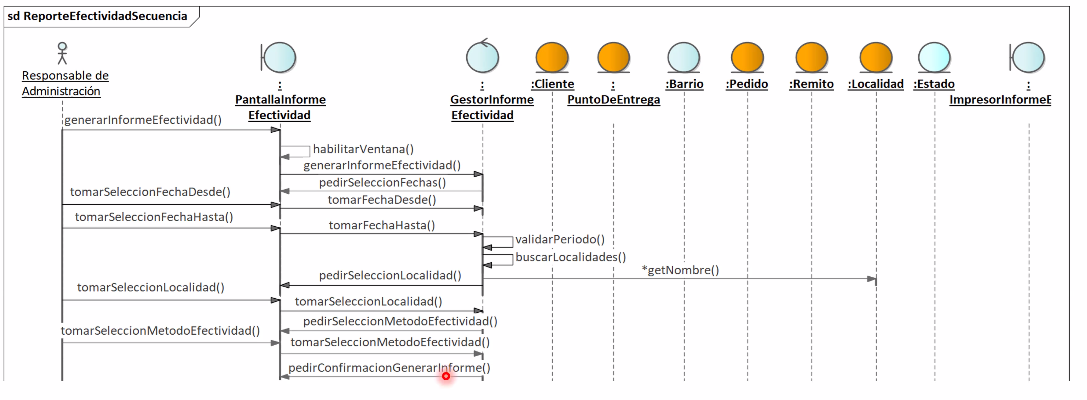 sd ReporteEfectividadSecuencia
Responsable de
Administración
:
PantallaInforme
Efectividad
:
GestorInforme
Efectividad
:Cliente
:
PuntoDeEntrega
:Barrio
:Pedido
:Remito
:Localidad
:Estado
:
ImpresorInformeE
generarInformeEfectividad()
habilitarVentana()
generarInformeEfectividad()
pedirSeleccionFechas()
tomarSeleccionFechaDesde()
tomarFechaDesde()
tomarSeleccionFechaHasta()
tomarFechaHasta()
validarPeriodo()
buscarLocalidades()
*getNombre()
pedirSeleccionLocalidad()
tomarSeleccionLocalidad()
tomarSeleccionLocalidad()
pedirSeleccionMetodoEfectividad()
tomarSeleccionMetodoEfectividad()
tomarSeleccionMetodoEfectividad()
pedirConfirmacionGenerarInforme()